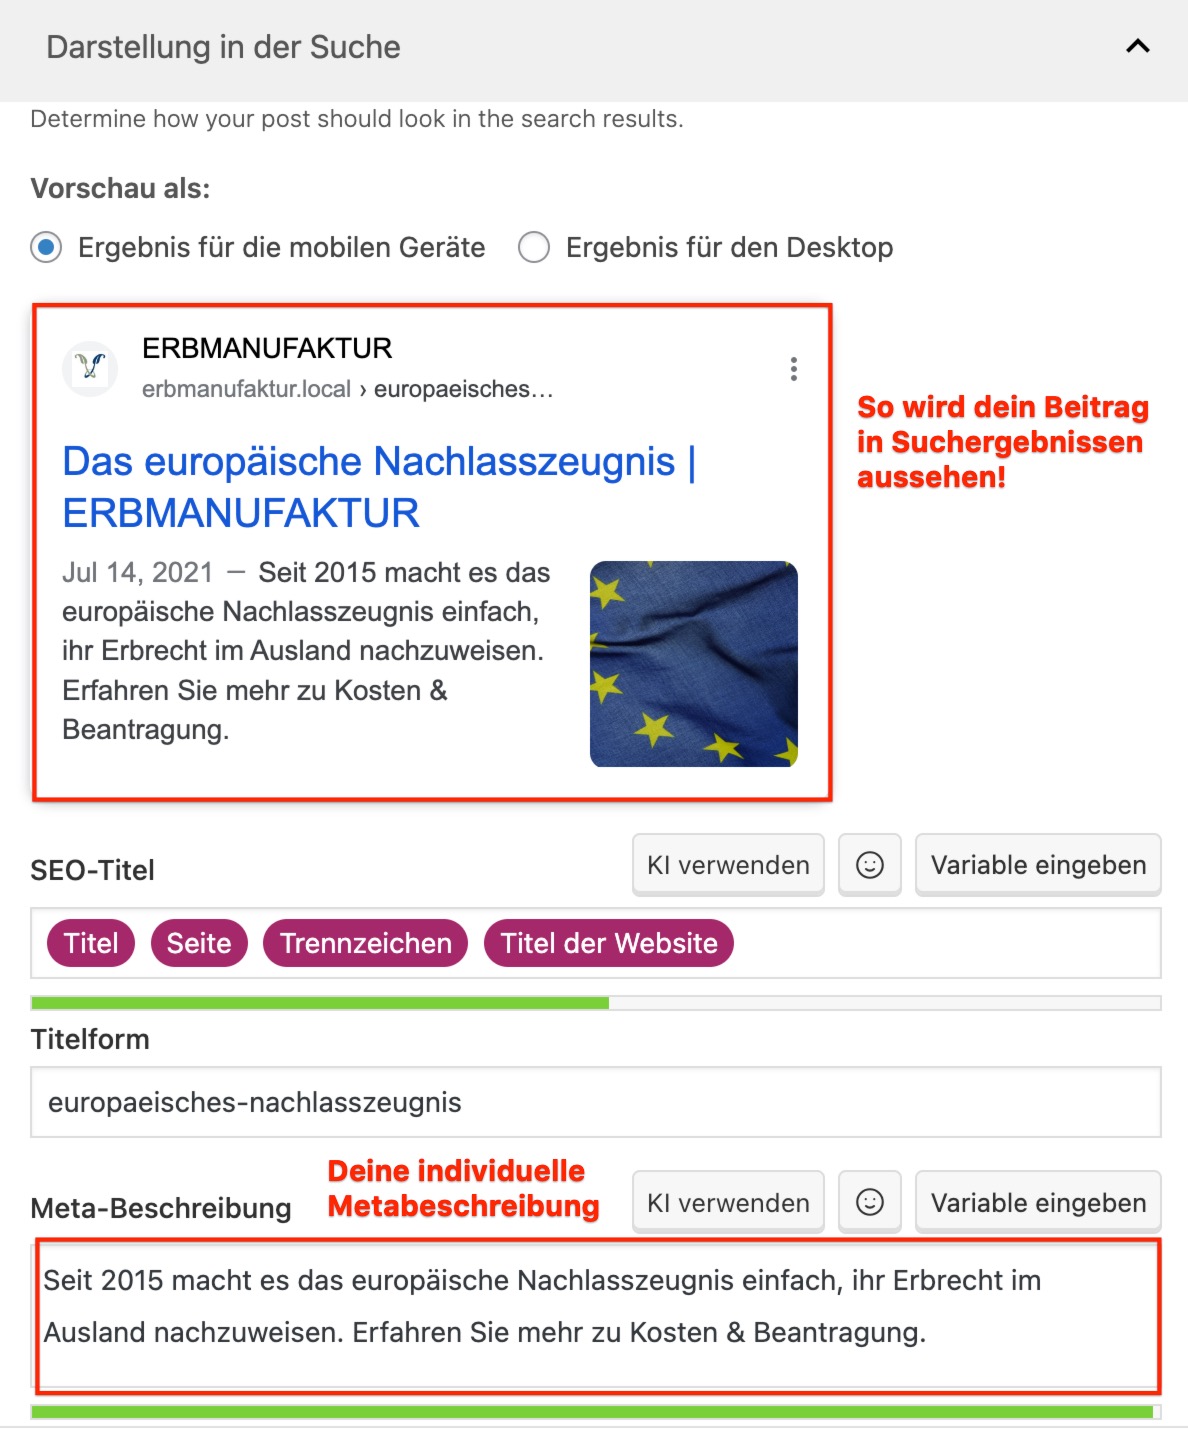 Darstellung in der Suche
Determine how your post should look in the search results.
Vorschau als:
Ergebnis für die mobilen Geräte
Ergebnis für den Desktop
ERBMANUFAKTUR
erbmanufaktur.local › europaeisches...
Das europäische Nachlasszeugnis |
ERBMANUFAKTUR
Jul 14, 2021 — Seit 2015 macht es das
europäische Nachlasszeugnis einfach,
ihr Erbrecht im Ausland nachzuweisen.
Erfahren Sie mehr zu Kosten &
Beantragung.
So wird dein Beitrag
in Suchergebnissen
aussehen!
SEO-Titel
KI verwenden
Variable eingeben
Titel
Seite
Trennzeichen
Titel der Website
Titelform
europaeisches-nachlasszeugnis
Meta-Beschreibung
Deine individuelle
Metabeschreibung
KI verwenden
Variable eingeben
Seit 2015 macht es das europäische Nachlasszeugnis einfach, ihr Erbrecht im
Ausland nachzuweisen. Erfahren Sie mehr zu Kosten & Beantragung.